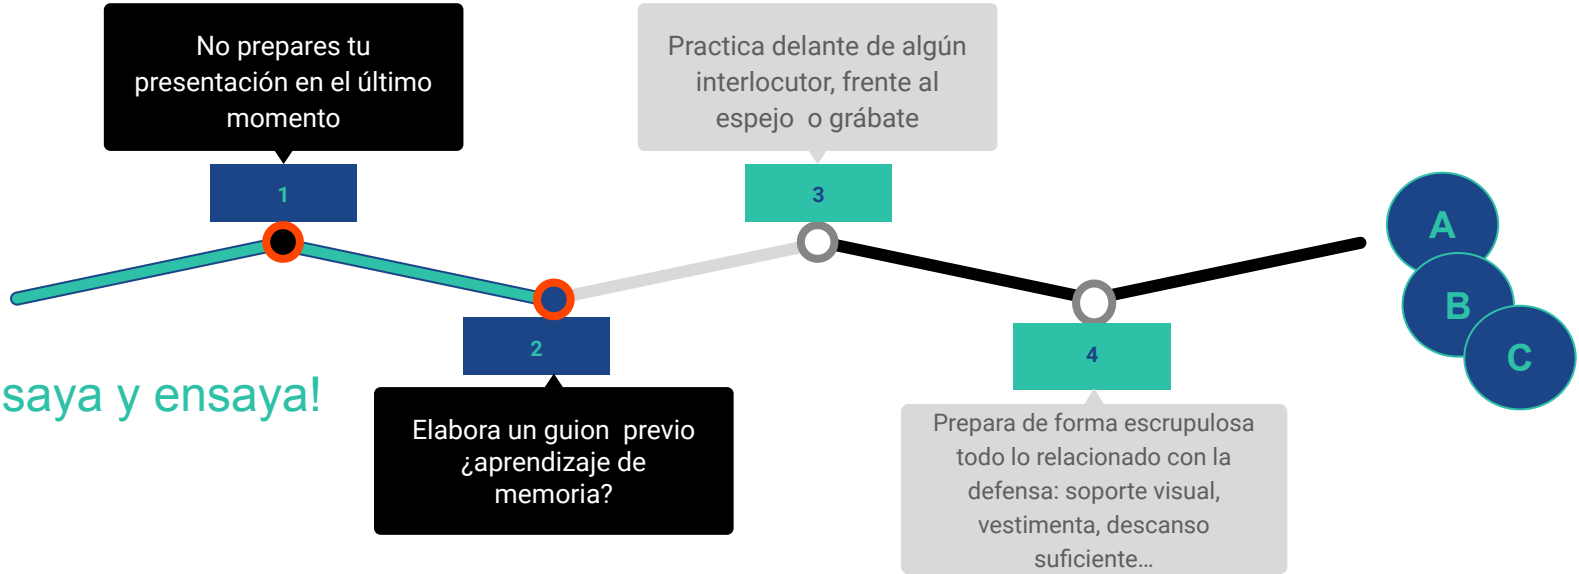 No prepares tu
presentación en el último
momento
1
Practica delante de algún
interlocutor, frente al
espejo o grábate
3
A
B
C
2
saya y ensaya!
Elabora un guion previo
¿aprendizaje de
memoria?
4
Prepara de forma escrupulosa
todo lo relacionado con la
defensa: soporte visual,
vestimenta, descanso
suficiente...